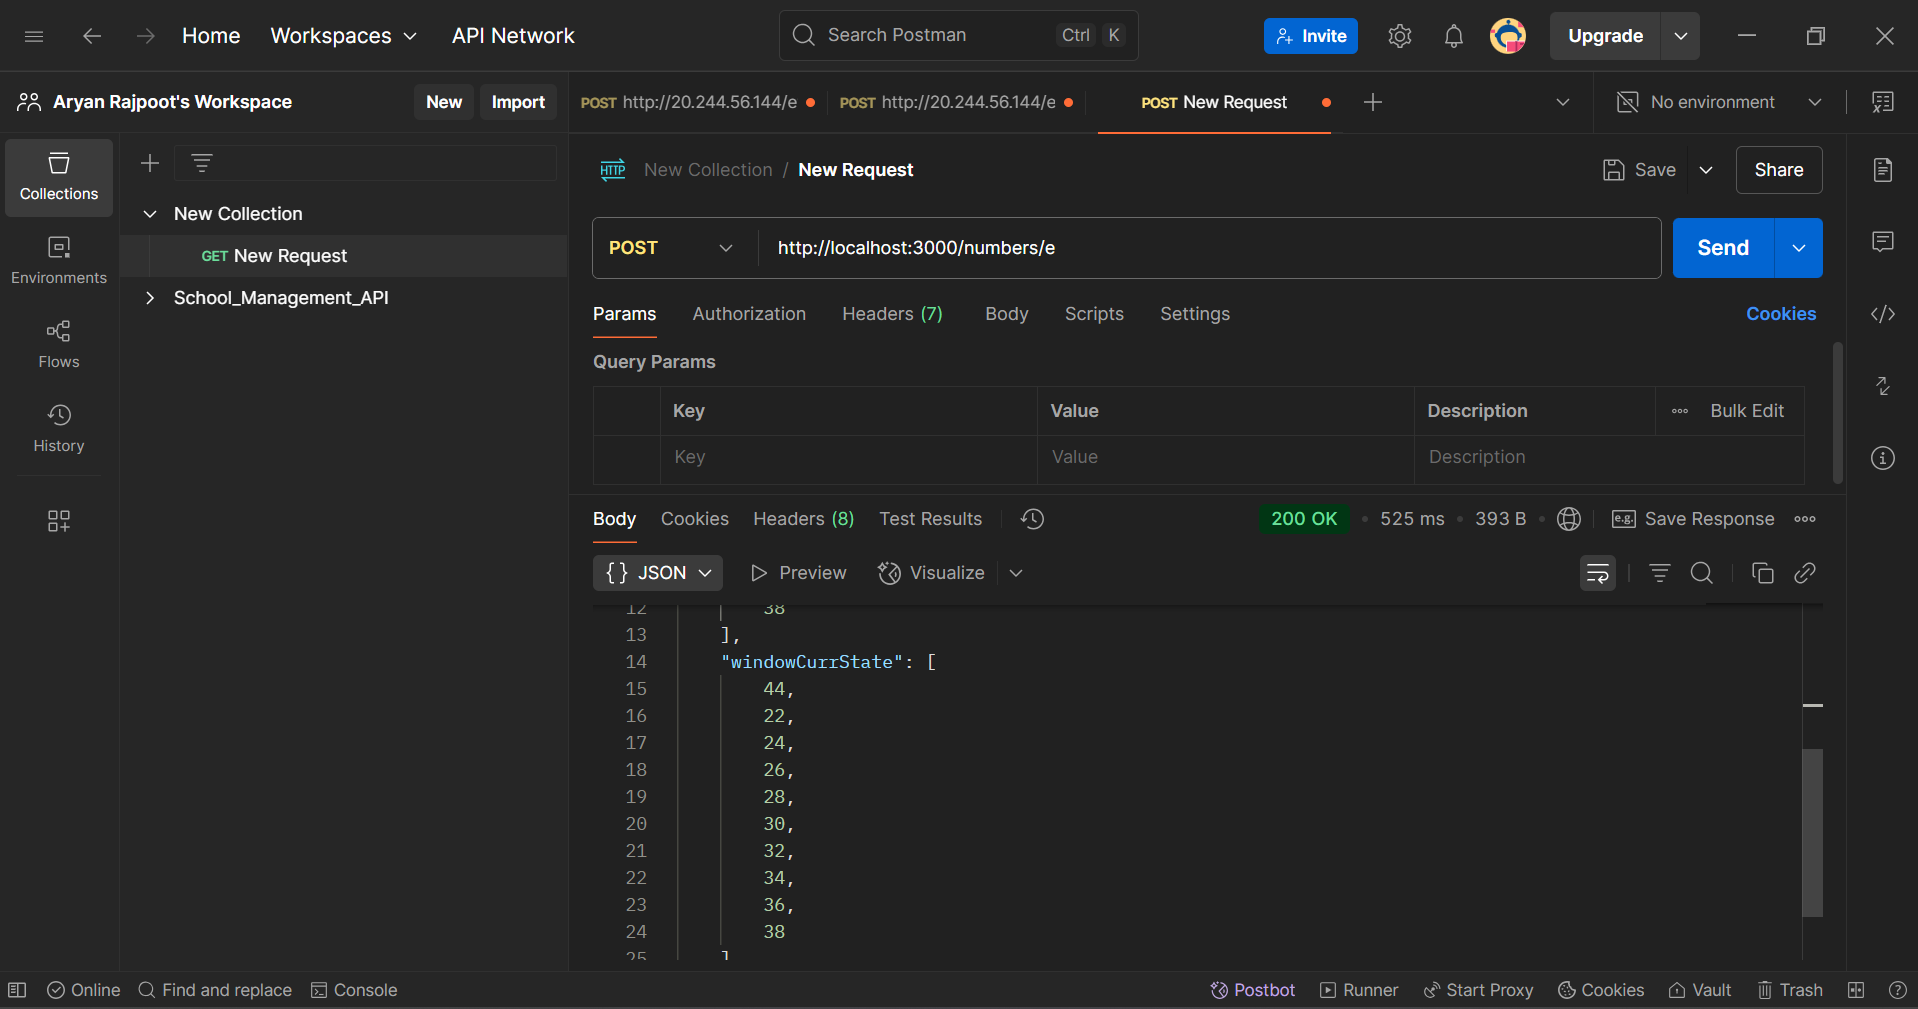 Home Workspaces API Network Search Postman Ctrl K Invite Upgrade
Aryan Rajpoot's Workspace New Import
POST http://20.244.56.144/e POST http://20.244.56.144/e POST New Request No environment
Collections
Environments
Flows
History
New Collection
GET New Request
School_Management_API
HTTP New Collection / New Request Save Share
POST http://localhost:3000/numbers/e Send
Params Authorization Headers (7) Body Scripts Settings Cookies
Query Params
Key Value Description Bulk Edit
Key Value Description
Body Cookies Headers (8) Test Results 200 OK 525 ms 393 B e.g. Save Response
{} JSON Preview Visualize
12 38
13 ],
14 "windowCurrState": [
15 44,
16 22,
17 24,
18 26,
19 28,
20 30,
21 32,
22 34,
23 36,
24 38
25 ]
Online Find and replace Console Postbot Runner Start Proxy Cookies Vault Trash